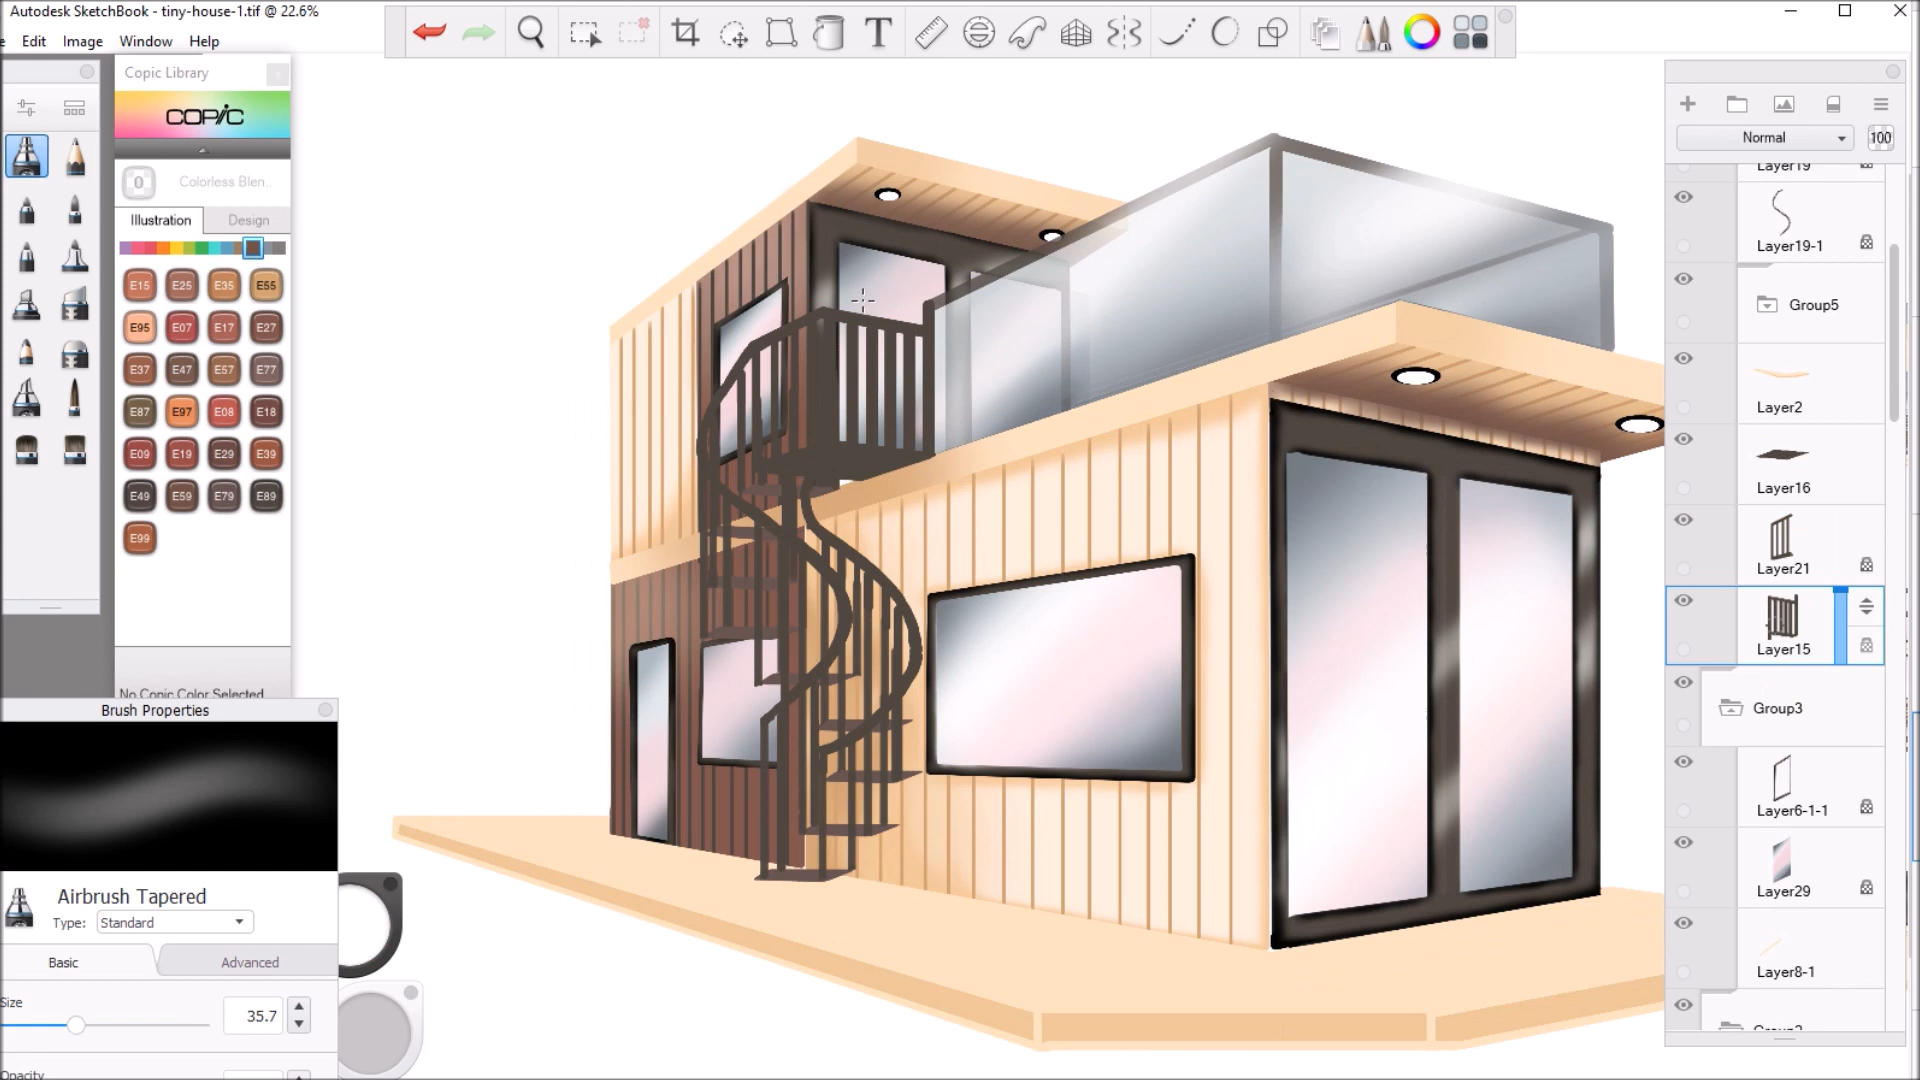 Autodesk SketchBook - tiny-house-1.tif @ 22.6%
Edit Image Window Help
Copic Library
COPIC
0 Colorless Blen..
Illustration Design
E15 E25 E35 E55
E95 E07 E17 E27
E37 E47 E57 E77
E87 E97 E08 E18
E09 E19 E29 E39
E49 E59 E79 E89
E99
No Copic Color Selected
Brush Properties
Airbrush Tapered
Type: Standard
Basic Advanced
Size
35.7
Opacity
T
Normal 100
Layer19
Layer19-1
Group5
Layer2
Layer16
Layer21
Layer15
Group3
Layer6-1-1
Layer29
Layer8-1